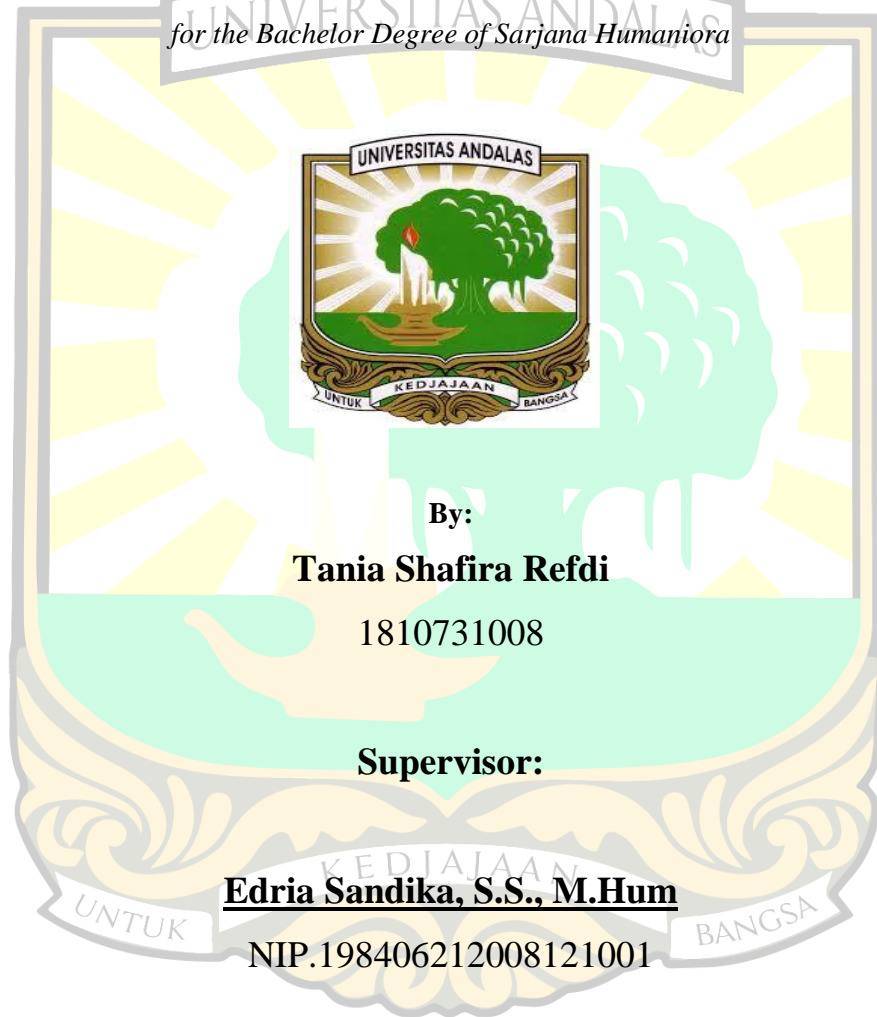 UNIVERSITAS ANDALAS
for the Bachelor Degree of Sarjana Humaniora
UNIVERSITAS ANDALAS
UNTUK KEDJAJAAN BANGSA
By:
Tania Shafira Refdi
1810731008
Supervisor:
KEDJAJAAN
Edria Sandika, S.S., M.Hum
UNTUK BANGSA
NIP.198406212008121001